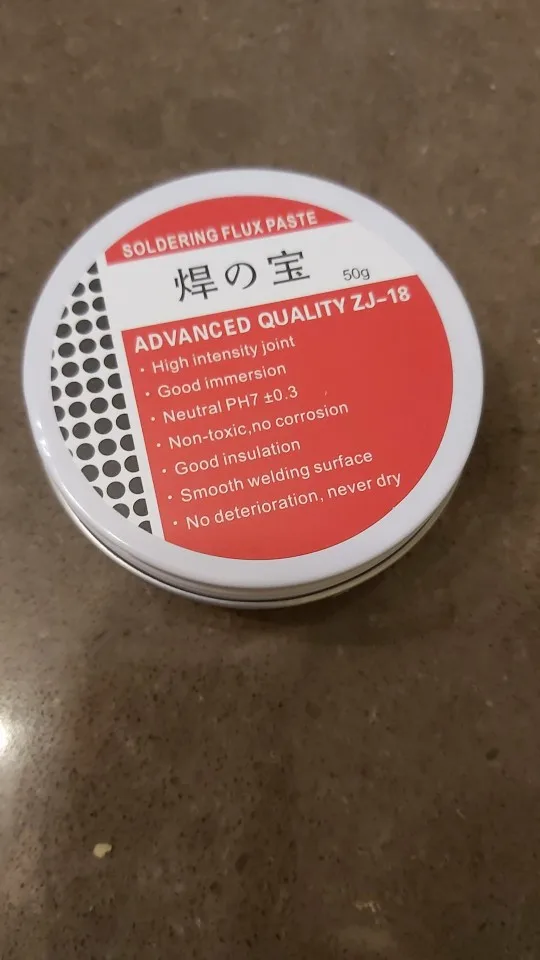 SOLDERING FLUX PASTE
焊の宝 50g
ADVANCED QUALITY ZJ-18
· High intensity joint
· Good immersion
· Neutral PH7 ±0.3
· Non-toxic,no corrosion
· Good insulation
· Smooth welding surface
· No deterioration, never dry